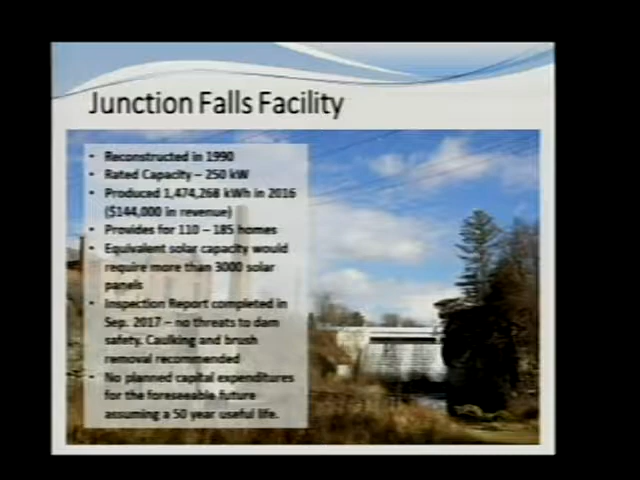 Junction Falls Facility
• Reconstructed in 1990
• Rated Capacity – 250 kW
• Produced 1,474,268 kWh in 2016
($144,000 in revenue)
• Provides for 110 – 185 homes
• Equivalent solar capacity would
require more than 3000 solar
panels
• Inspection Report completed in
Sep. 2017 – no threats to dam
safety. Caulking and brush
removal recommended
• No planned capital expenditures
for the foreseeable future
assuming a 50 year useful life.